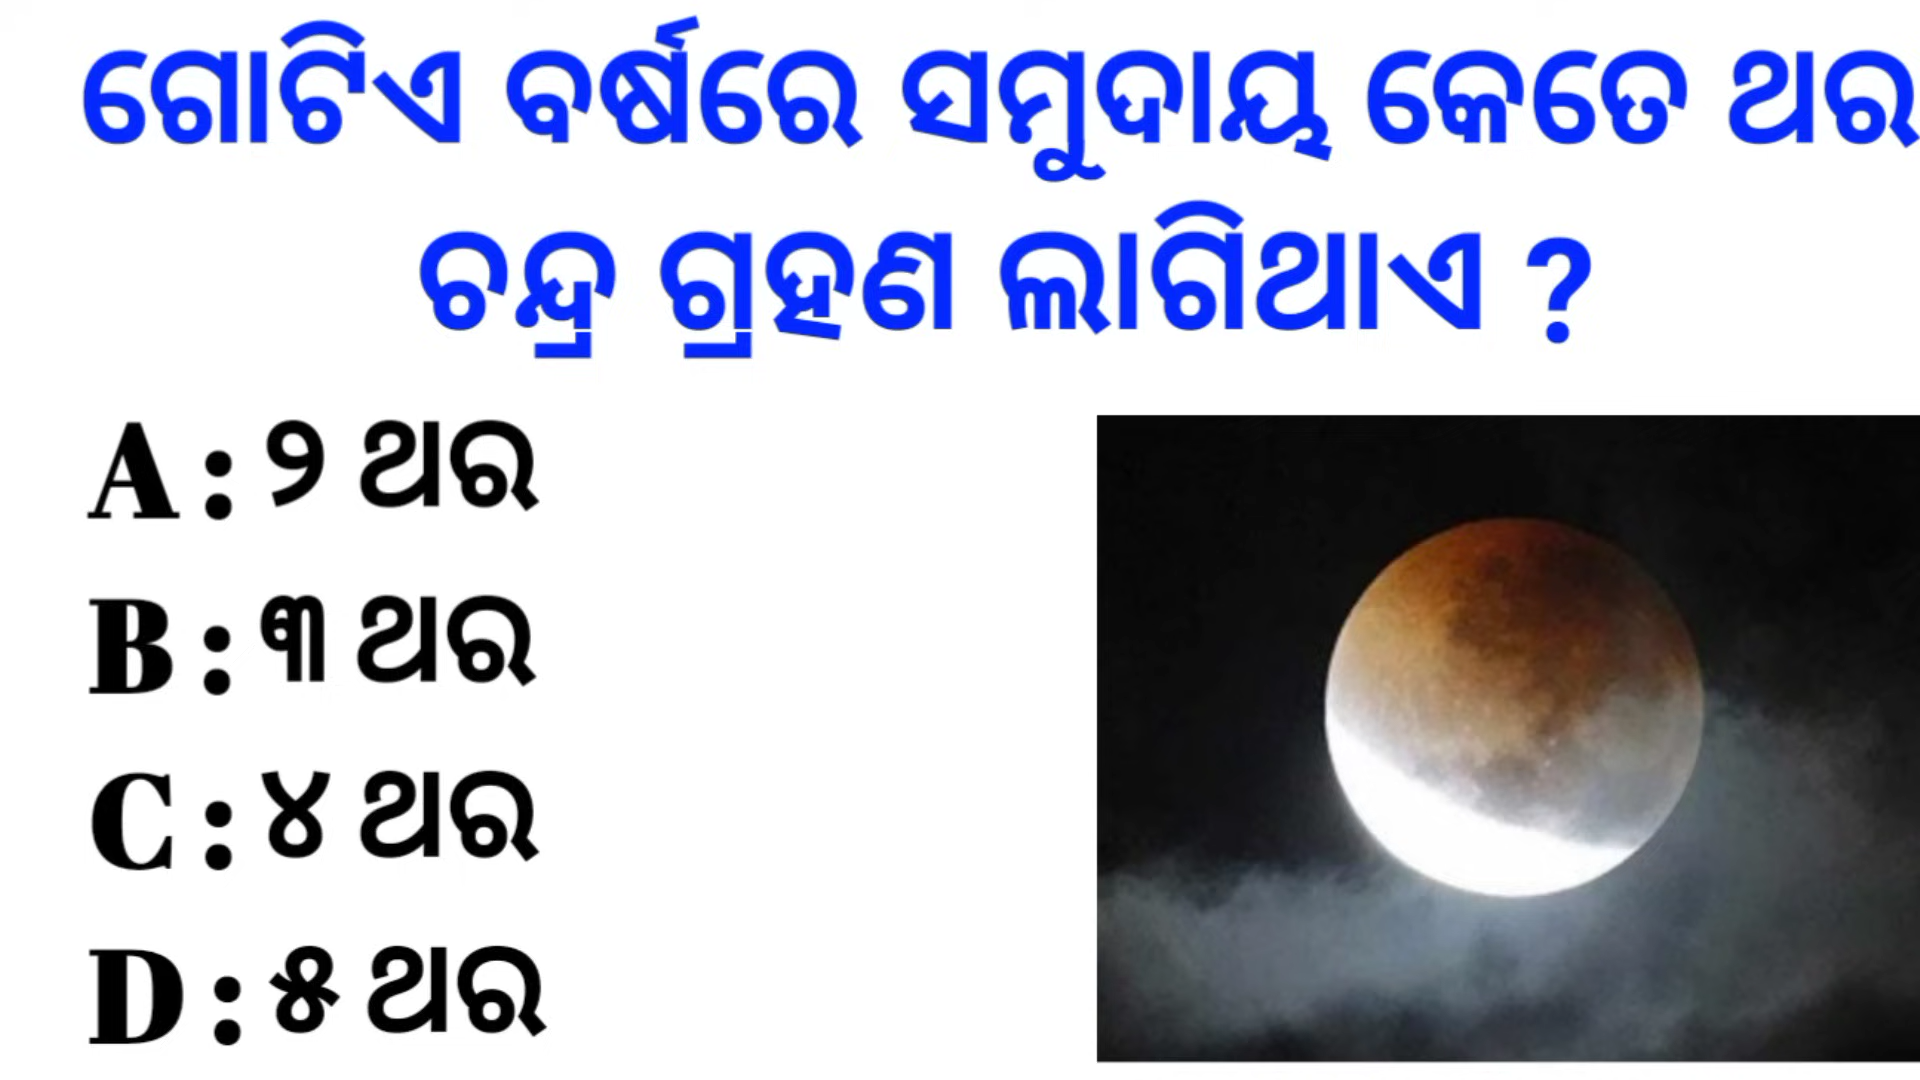 ଗୋଟିଏ ବର୍ଷରେ ସମୁଦାୟ କେତେ ଥର
ଚନ୍ଦ୍ର ଗ୍ରହଣ ଲାଗିଥାଏ ?
A : ୨ ଥର
B : ୩ ଥର
C : ୪ ଥର
D : ୫ ଥର